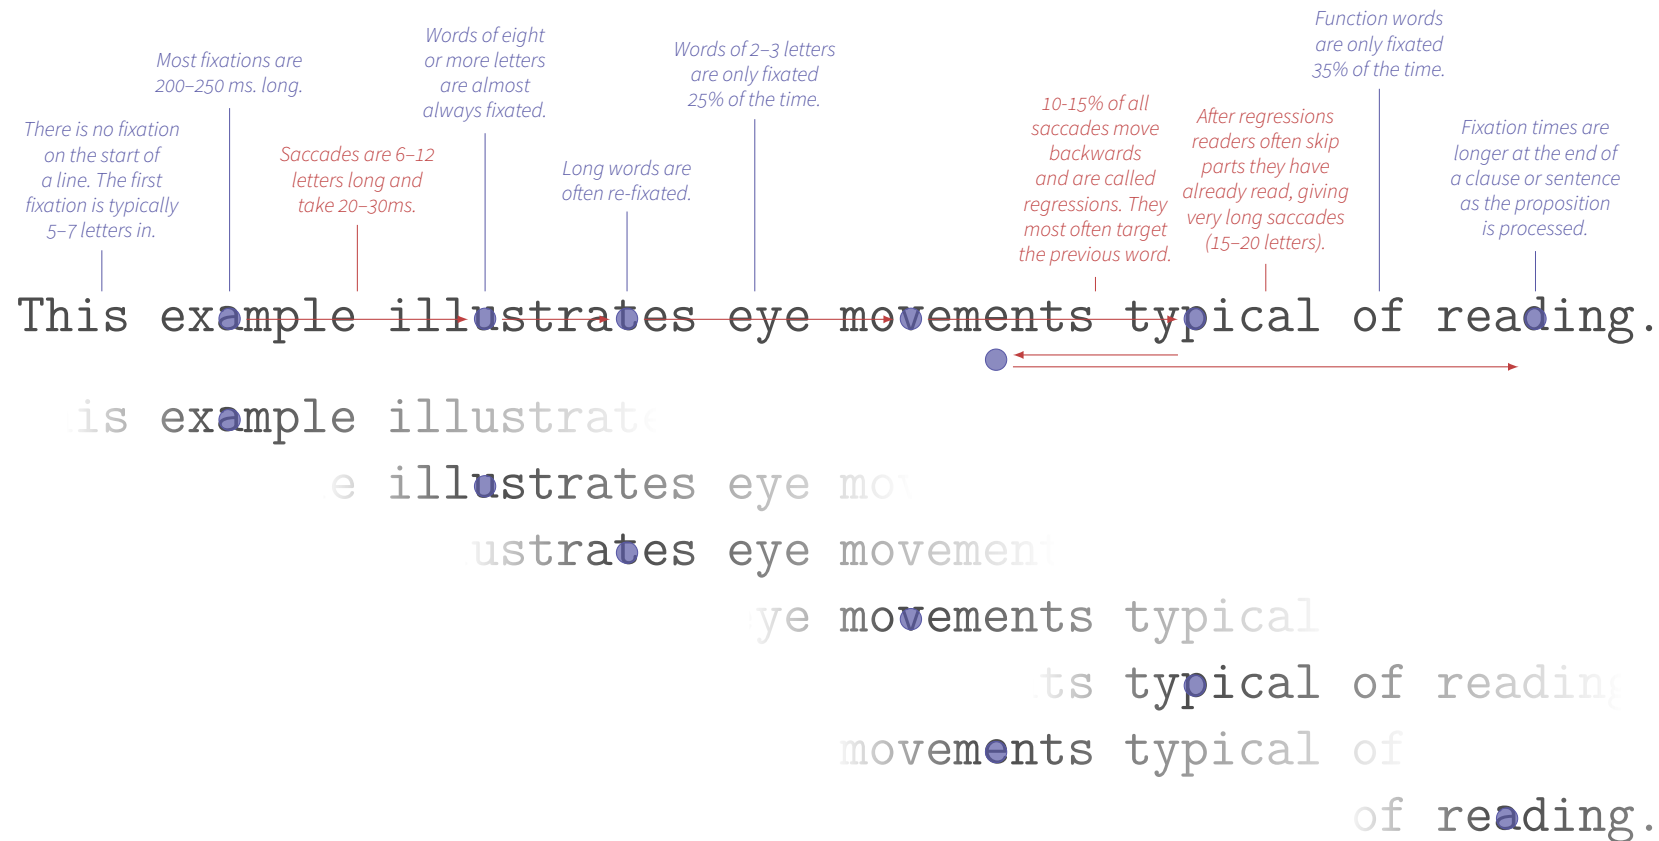 There is no fixation
on the start of
a line. The first
fixation is typically
5–7 letters in.
Most fixations are
200–250 ms. long.
Saccades are 6–12
letters long and
take 20–30ms.
Words of eight
or more letters
are almost
always fixated.
Long words are
often re-fixated.
Words of 2–3 letters
are only fixated
25% of the time.
10-15% of all
saccades move
backwards
and are called
regressions. They
most often target
the previous word.
After regressions
readers often skip
parts they have
already read, giving
very long saccades
(15–20 letters).
Function words
are only fixated
35% of the time.
Fixation times are
longer at the end of
a clause or sentence
as the proposition
is processed.
This example illustrates eye movements typical of reading.
is example illustrate
e illustrates eye mov
ustrates eye movement
ye movements typical
ts typical of reading
movements typical of
of reading.